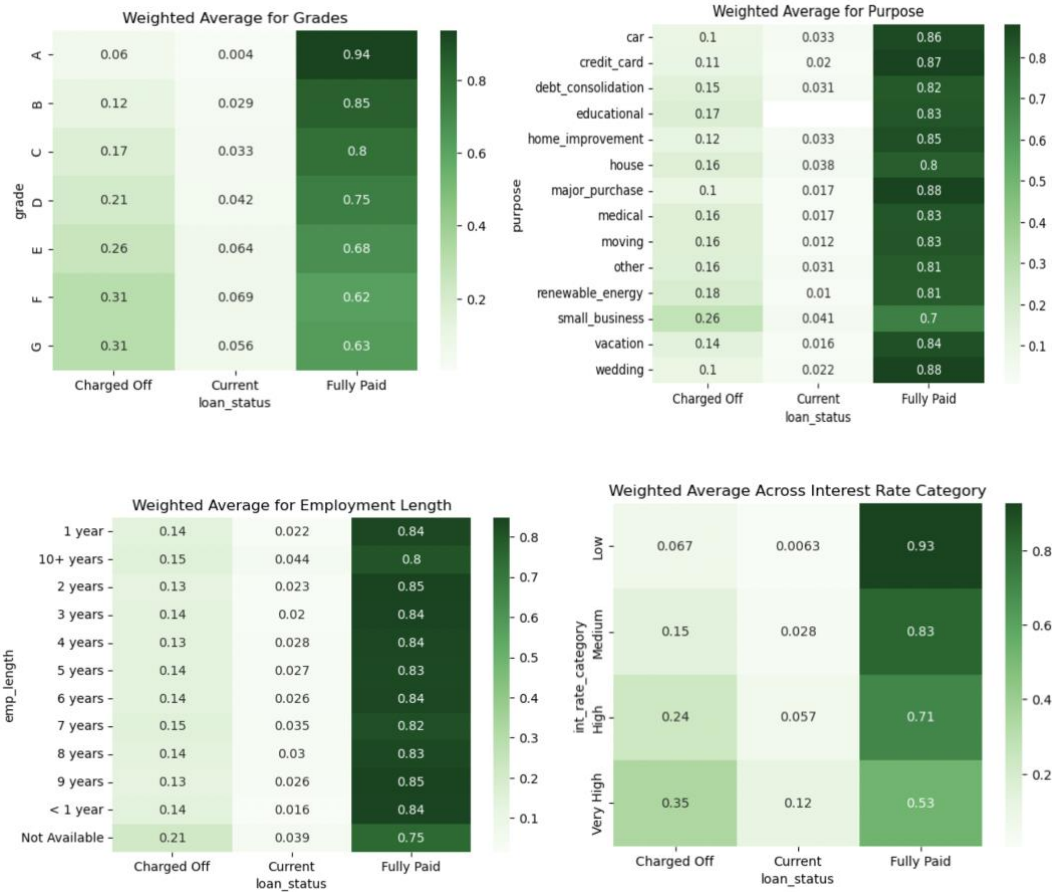 Weighted Average for Grades
A 0.06 0.004 0.94
B 0.12 0.029 0.85
C 0.17 0.033 0.8
D 0.21 0.042 0.75
E 0.26 0.064 0.68
F 0.31 0.069 0.62
G 0.31 0.056 0.63
grade
Charged Off Current Fully Paid
loan_status
0.8
0.6
0.4
0.2
Weighted Average for Purpose
car 0.1 0.033 0.86
credit_card 0.11 0.02 0.87
debt_consolidation 0.15 0.031 0.82
educational 0.17 0.83
home_improvement 0.12 0.033 0.85
house 0.16 0.038 0.8
major_purchase 0.1 0.017 0.88
medical 0.16 0.017 0.83
moving 0.16 0.012 0.83
other 0.16 0.031 0.81
renewable_energy 0.18 0.01 0.81
small_business 0.26 0.041 0.7
vacation 0.14 0.016 0.84
wedding 0.1 0.022 0.88
purpose
Charged Off Current Fully Paid
loan_status
0.8
0.7
0.6
0.5
0.4
0.3
0.2
0.1
Weighted Average for Employment Length
1 year 0.14 0.022 0.84
10+ years 0.15 0.044 0.8
2 years 0.13 0.023 0.85
3 years 0.14 0.02 0.84
4 years 0.13 0.028 0.84
5 years 0.14 0.027 0.83
6 years 0.14 0.026 0.84
7 years 0.15 0.035 0.82
8 years 0.14 0.03 0.83
9 years 0.13 0.026 0.85
< 1 year 0.14 0.016 0.84
Not Available 0.21 0.039 0.75
emp_length
Charged Off Current Fully Paid
loan_status
0.8
0.7
0.6
0.5
0.4
0.3
0.2
0.1
Weighted Average Across Interest Rate Category
Low 0.067 0.0063 0.93
Medium 0.15 0.028 0.83
High 0.24 0.057 0.71
Very High 0.35 0.12 0.53
int_rate_category
Charged Off Current Fully Paid
loan_status
0.8
0.6
0.4
0.2